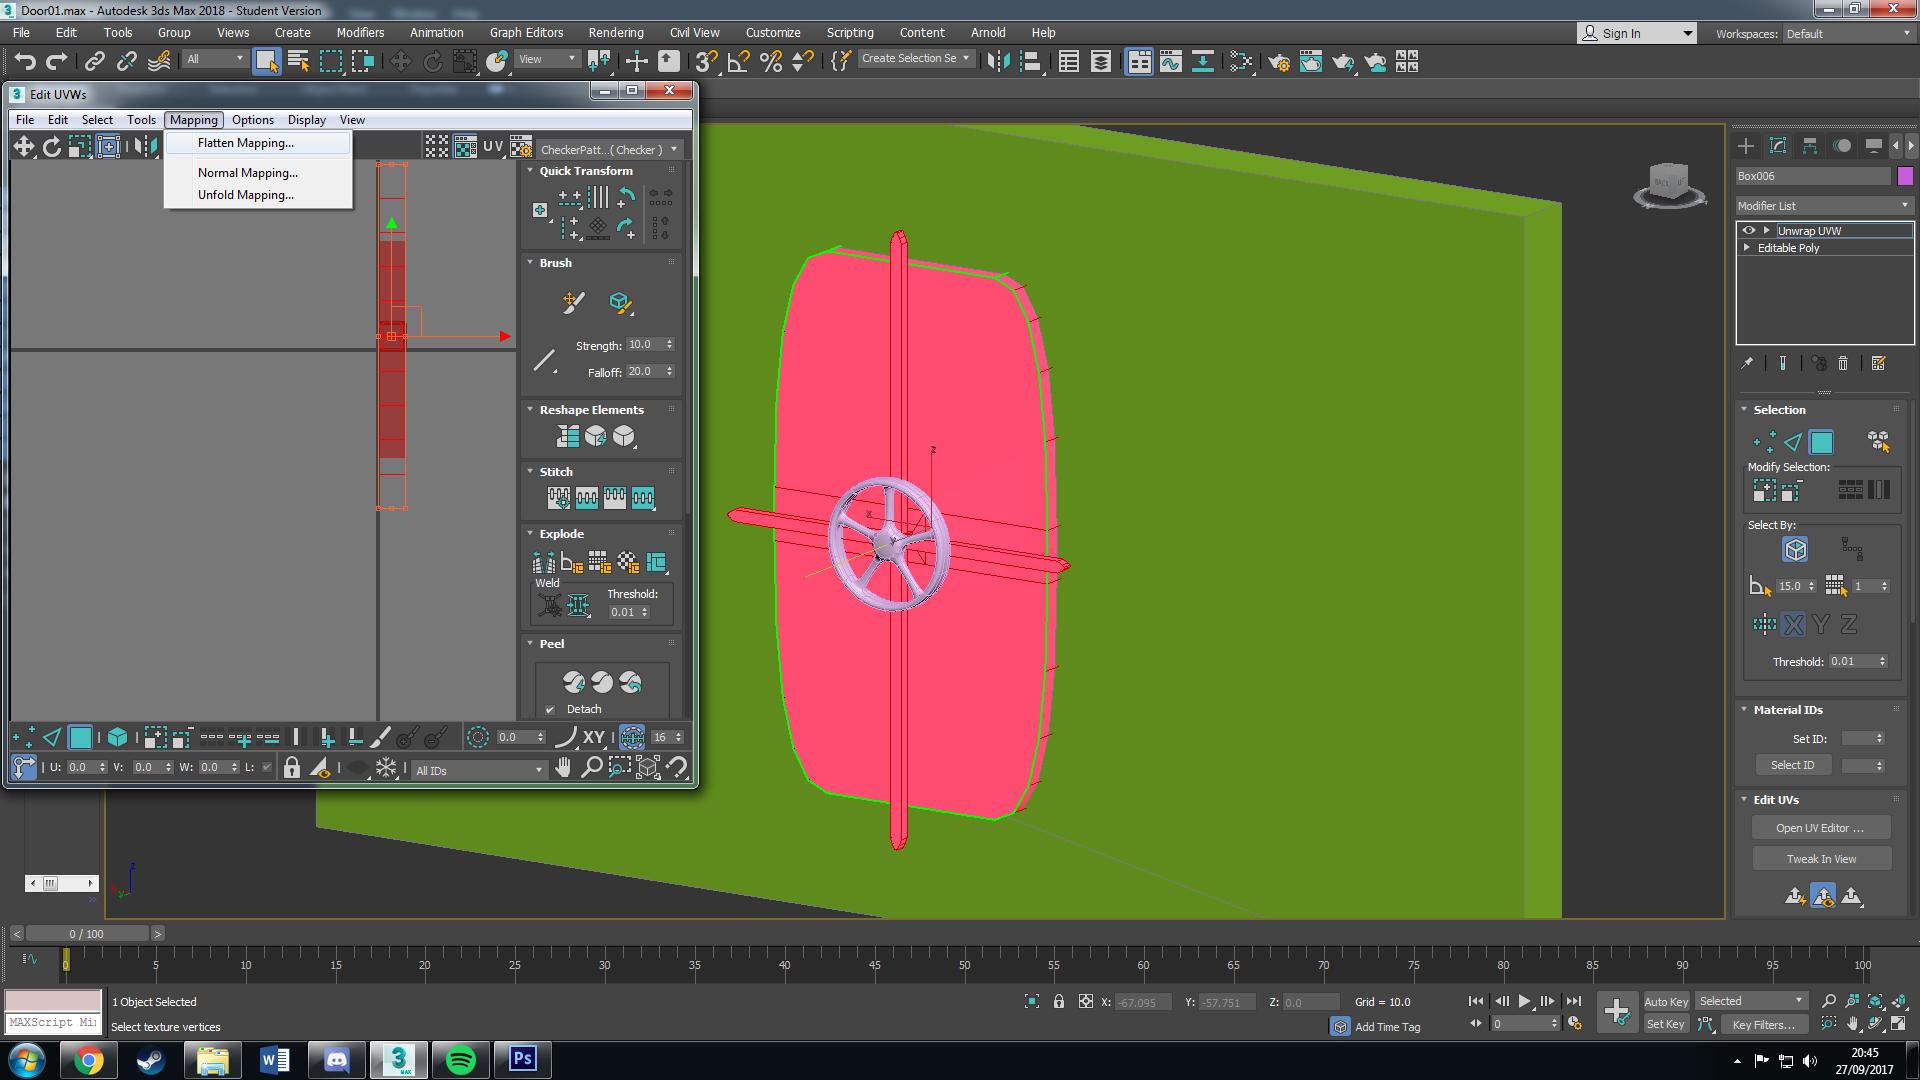 Door01.max - Autodesk 3ds Max 2018 - Student Version
File Edit Tools Group Views Create Modifiers Animation Graph Editors Rendering Civil View Customize Scripting Content Arnold Help
Sign In
Workspaces: Default
All
View
Create Selection Se
Edit UVWs
File Edit Select Tools Mapping Options Display View
Flatten Mapping...
Normal Mapping...
Unfold Mapping...
UV
CheckerPatt...( Checker )
Quick Transform
Brush
Strength: 10.0
Falloff: 20.0
Reshape Elements
Stitch
Explode
Weld
Threshold:
0.01
Peel
Detach
0.0
XY
16
U: 0.0 V: 0.0 W: 0.0 L:
All IDs
z
x
Box006
Modifier List
Unwrap UVW
Editable Poly
Selection
Modify Selection:
Select By:
15.0
1
X Y Z
Threshold: 0.01
Material IDs
Set ID:
Select ID
Edit UVs
Open UV Editor ...
Tweak In View
0 / 100
0 5 10 15 20 25 30 35 40 45 50 55 60 65 70 75 80 85 90 95 100
1 Object Selected
X: -67.095 Y: -57.751 Z: 0.0 Grid = 10.0
Auto Key Selected
MAXScript Mi
Select texture vertices
Add Time Tag
0
Set Key Key Filters...
3 MAX
Ps
20:45
27/09/2017